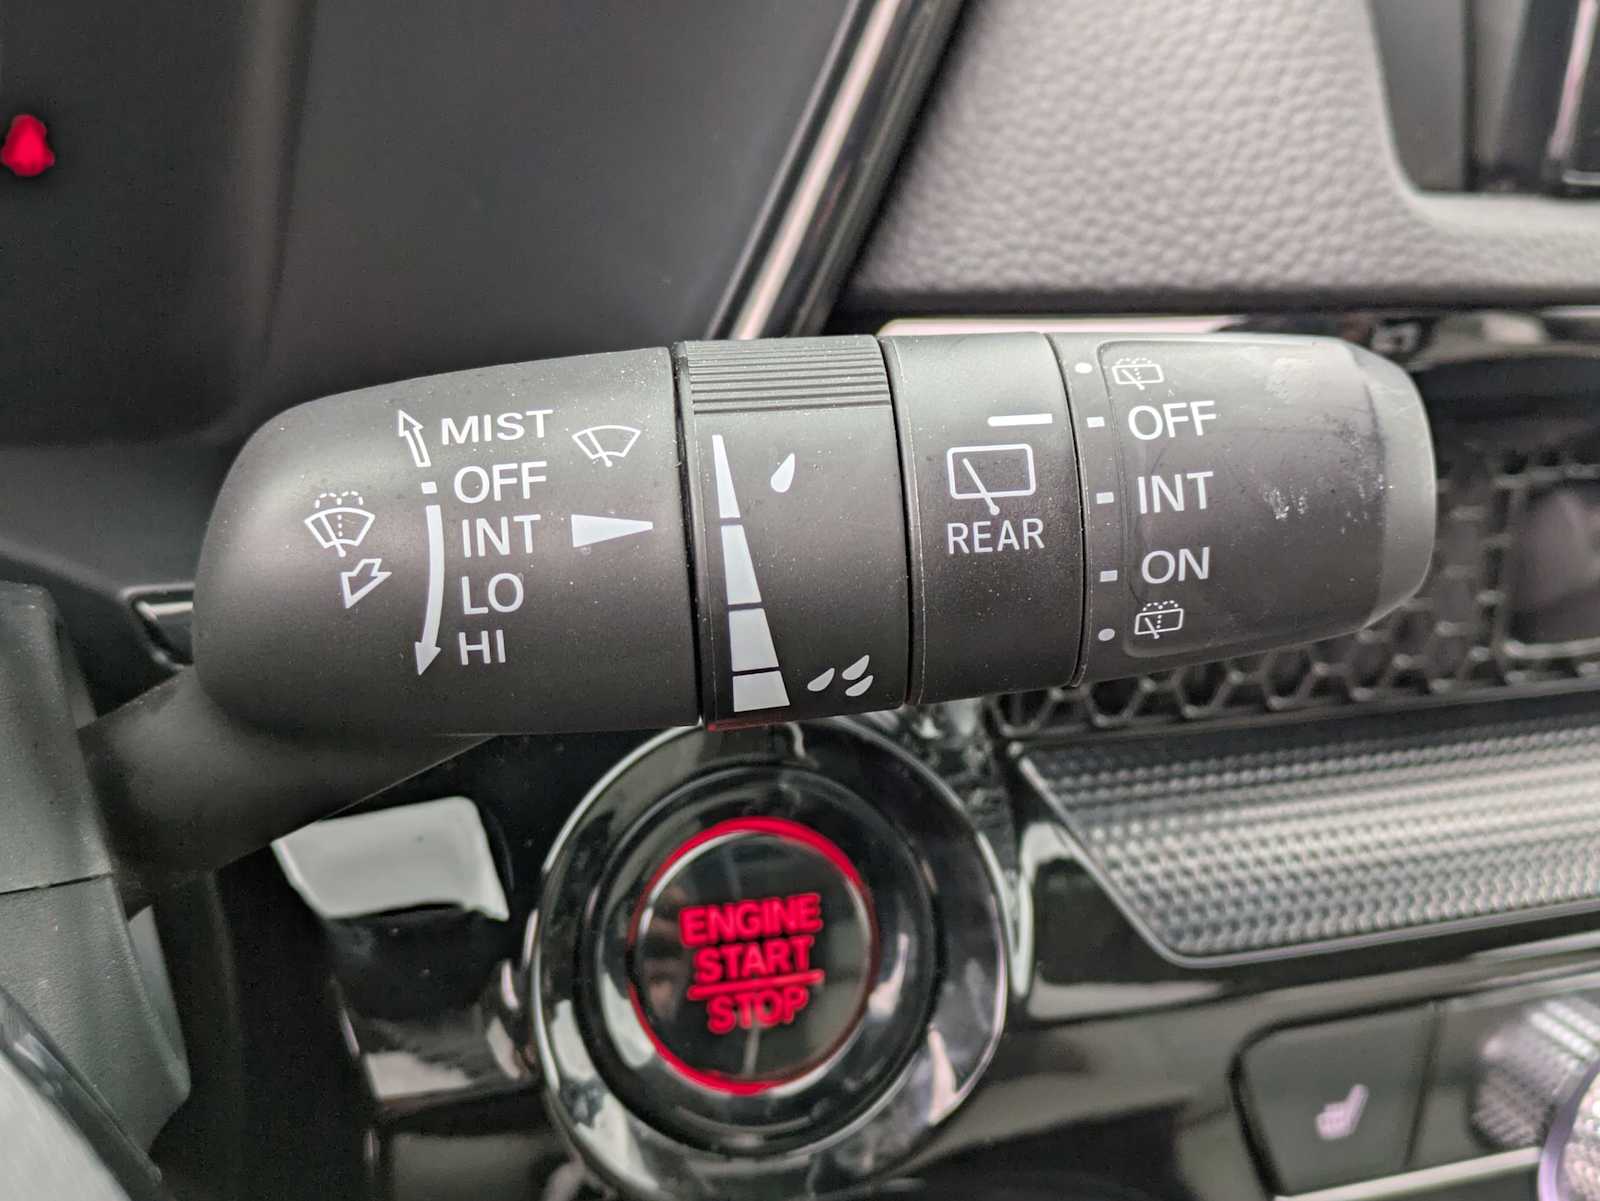 MIST
OFF
INT
LO
HI
REAR
OFF
INT
ON
ENGINE
START
STOP